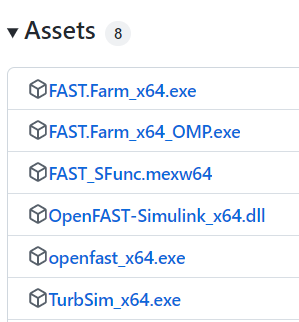 Assets 8
FAST.Farm_x64.exe
FAST.Farm_x64_OMP.exe
FAST_SFunc.mexw64
OpenFAST-Simulink_x64.dll
openfast_x64.exe
TurbSim_x64.exe